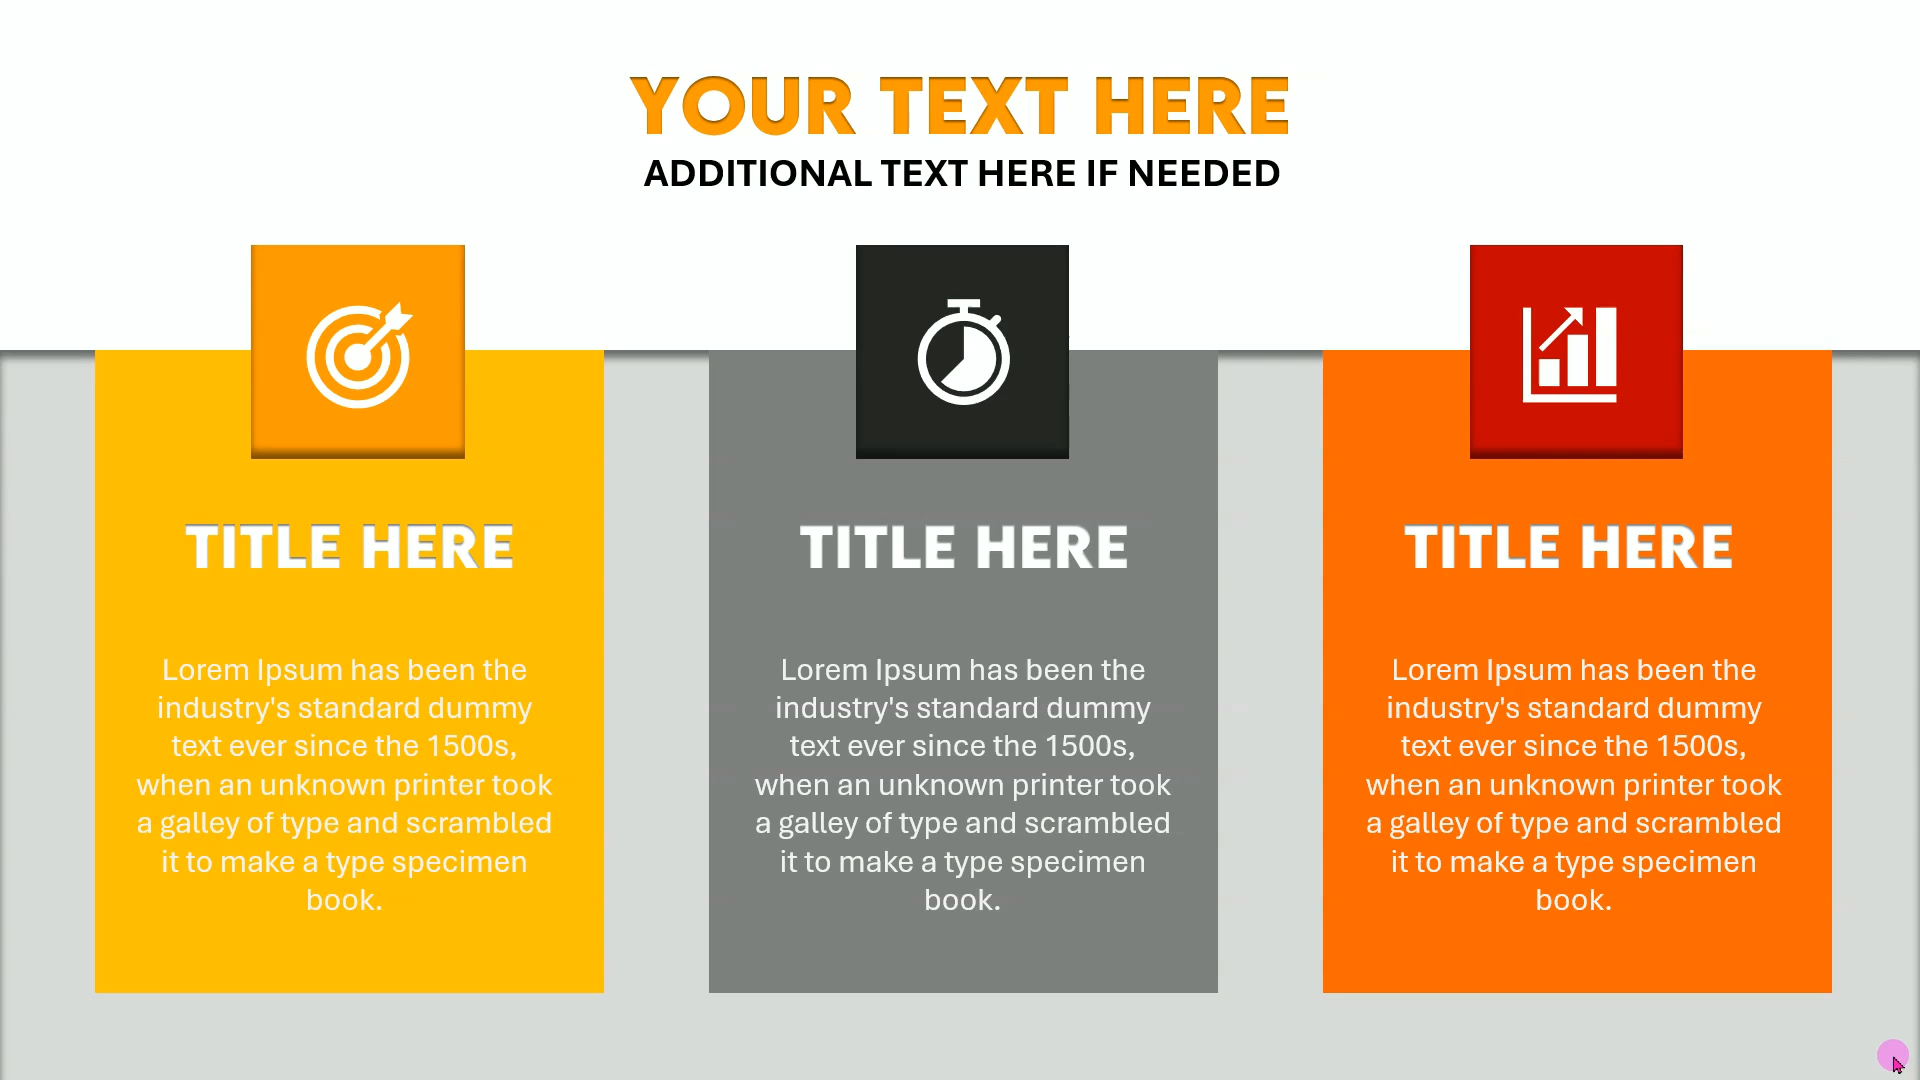 YOUR TEXT HERE
ADDITIONAL TEXT HERE IF NEEDED
TITLE HERE
Lorem Ipsum has been the
industry's standard dummy
text ever since the 1500s,
when an unknown printer took
a galley of type and scrambled
it to make a type specimen
book.
TITLE HERE
Lorem Ipsum has been the
industry's standard dummy
text ever since the 1500s,
when an unknown printer took
a galley of type and scrambled
it to make a type specimen
book.
TITLE HERE
Lorem Ipsum has been the
industry's standard dummy
text ever since the 1500s,
when an unknown printer took
a galley of type and scrambled
it to make a type specimen
book.